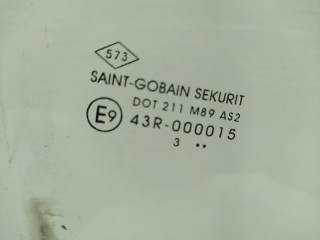 573
SAINT-GOBAIN SEKURIT
DOT 211 M89 AS2
E9 43R-000015
3 ••